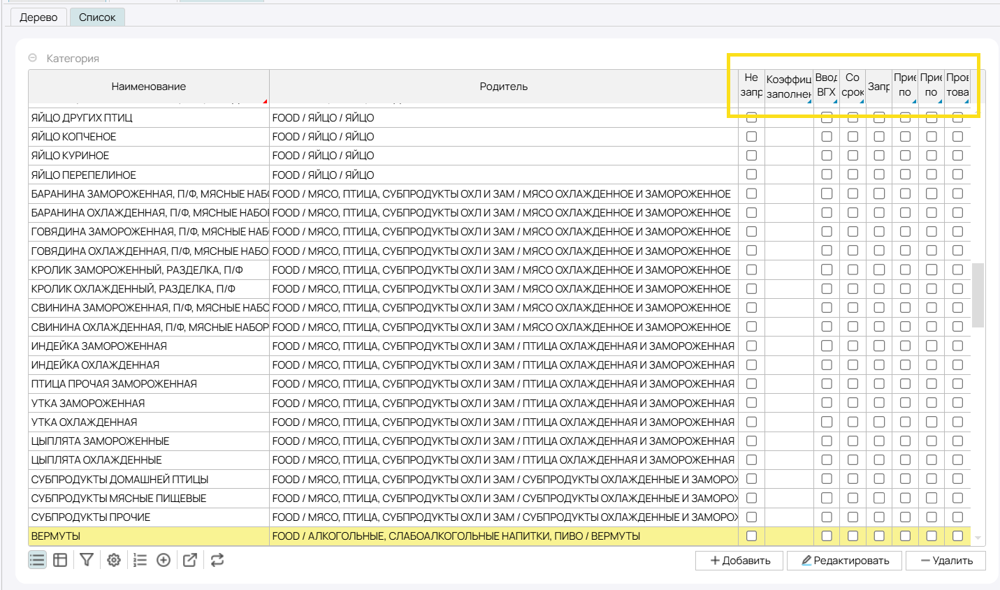 Дерево Список
Категория
Наименование Родитель Не запр Коэффиц заполнен Ввод ВГХ Со срок Запр Прие по Прие по Пров това
ЯЙЦО ДРУГИХ ПТИЦ FOOD / ЯЙЦО / ЯЙЦО
ЯЙЦО КОПЧЕНОЕ FOOD / ЯЙЦО / ЯЙЦО
ЯЙЦО КУРИНОЕ FOOD / ЯЙЦО / ЯЙЦО
ЯЙЦО ПЕРЕПЕЛИНОЕ FOOD / ЯЙЦО / ЯЙЦО
БАРАНИНА ЗАМОРОЖЕННАЯ, П/Ф, МЯСНЫЕ НАБО FOOD / МЯСО, ПТИЦА, СУБПРОДУКТЫ ОХЛ И ЗАМ / МЯСО ОХЛАЖДЕННОЕ И ЗАМОРОЖЕННОЕ
БАРАНИНА ОХЛАЖДЕННАЯ, П/Ф, МЯСНЫЕ НАБОР FOOD / МЯСО, ПТИЦА, СУБПРОДУКТЫ ОХЛ И ЗАМ / МЯСО ОХЛАЖДЕННОЕ И ЗАМОРОЖЕННОЕ
ГОВЯДИНА ЗАМОРОЖЕННАЯ, П/Ф, МЯСНЫЕ НАБ FOOD / МЯСО, ПТИЦА, СУБПРОДУКТЫ ОХЛ И ЗАМ / МЯСО ОХЛАЖДЕННОЕ И ЗАМОРОЖЕННОЕ
ГОВЯДИНА ОХЛАЖДЕННАЯ, П/Ф, МЯСНЫЕ НАБО FOOD / МЯСО, ПТИЦА, СУБПРОДУКТЫ ОХЛ И ЗАМ / МЯСО ОХЛАЖДЕННОЕ И ЗАМОРОЖЕННОЕ
КРОЛИК ЗАМОРОЖЕННЫЙ, РАЗДЕЛКА, П/Ф FOOD / МЯСО, ПТИЦА, СУБПРОДУКТЫ ОХЛ И ЗАМ / МЯСО ОХЛАЖДЕННОЕ И ЗАМОРОЖЕННОЕ
КРОЛИК ОХЛАЖДЕННЫЙ, РАЗДЕЛКА, П/Ф FOOD / МЯСО, ПТИЦА, СУБПРОДУКТЫ ОХЛ И ЗАМ / МЯСО ОХЛАЖДЕННОЕ И ЗАМОРОЖЕННОЕ
СВИНИНА ЗАМОРОЖЕННАЯ, П/Ф, МЯСНЫЕ НАБО FOOD / МЯСО, ПТИЦА, СУБПРОДУКТЫ ОХЛ И ЗАМ / МЯСО ОХЛАЖДЕННОЕ И ЗАМОРОЖЕННОЕ
СВИНИНА ОХЛАЖДЕННАЯ, П/Ф, МЯСНЫЕ НАБОР FOOD / МЯСО, ПТИЦА, СУБПРОДУКТЫ ОХЛ И ЗАМ / МЯСО ОХЛАЖДЕННОЕ И ЗАМОРОЖЕННОЕ
ИНДЕЙКА ЗАМОРОЖЕННАЯ FOOD / МЯСО, ПТИЦА, СУБПРОДУКТЫ ОХЛ И ЗАМ / ПТИЦА ОХЛАЖДЕННАЯ И ЗАМОРОЖЕННАЯ
ИНДЕЙКА ОХЛАЖДЕННАЯ FOOD / МЯСО, ПТИЦА, СУБПРОДУКТЫ ОХЛ И ЗАМ / ПТИЦА ОХЛАЖДЕННАЯ И ЗАМОРОЖЕННАЯ
ПТИЦА ПРОЧАЯ ЗАМОРОЖЕННАЯ FOOD / МЯСО, ПТИЦА, СУБПРОДУКТЫ ОХЛ И ЗАМ / ПТИЦА ОХЛАЖДЕННАЯ И ЗАМОРОЖЕННАЯ
УТКА ЗАМОРОЖЕННАЯ FOOD / МЯСО, ПТИЦА, СУБПРОДУКТЫ ОХЛ И ЗАМ / ПТИЦА ОХЛАЖДЕННАЯ И ЗАМОРОЖЕННАЯ
УТКА ОХЛАЖДЕННАЯ FOOD / МЯСО, ПТИЦА, СУБПРОДУКТЫ ОХЛ И ЗАМ / ПТИЦА ОХЛАЖДЕННАЯ И ЗАМОРОЖЕННАЯ
ЦЫПЛЯТА ЗАМОРОЖЕННЫЕ FOOD / МЯСО, ПТИЦА, СУБПРОДУКТЫ ОХЛ И ЗАМ / ПТИЦА ОХЛАЖДЕННАЯ И ЗАМОРОЖЕННАЯ
ЦЫПЛЯТА ОХЛАЖДЕННЫЕ FOOD / МЯСО, ПТИЦА, СУБПРОДУКТЫ ОХЛ И ЗАМ / ПТИЦА ОХЛАЖДЕННАЯ И ЗАМОРОЖЕННАЯ
СУБПРОДУКТЫ ДОМАШНЕЙ ПТИЦЫ FOOD / МЯСО, ПТИЦА, СУБПРОДУКТЫ ОХЛ И ЗАМ / СУБПРОДУКТЫ ОХЛАЖДЕННЫЕ И ЗАМОРОЖ
СУБПРОДУКТЫ МЯСНЫЕ ПИЩЕВЫЕ FOOD / МЯСО, ПТИЦА, СУБПРОДУКТЫ ОХЛ И ЗАМ / СУБПРОДУКТЫ ОХЛАЖДЕННЫЕ И ЗАМОРОЖ
СУБПРОДУКТЫ ПРОЧИЕ FOOD / МЯСО, ПТИЦА, СУБПРОДУКТЫ ОХЛ И ЗАМ / СУБПРОДУКТЫ ОХЛАЖДЕННЫЕ И ЗАМОРОЖ
ВЕРМУТЫ FOOD / АЛКОГОЛЬНЫЕ, СЛАБОАЛКОГОЛЬНЫЕ НАПИТКИ, ПИВО / ВЕРМУТЫ
Добавить Редактировать Удалить